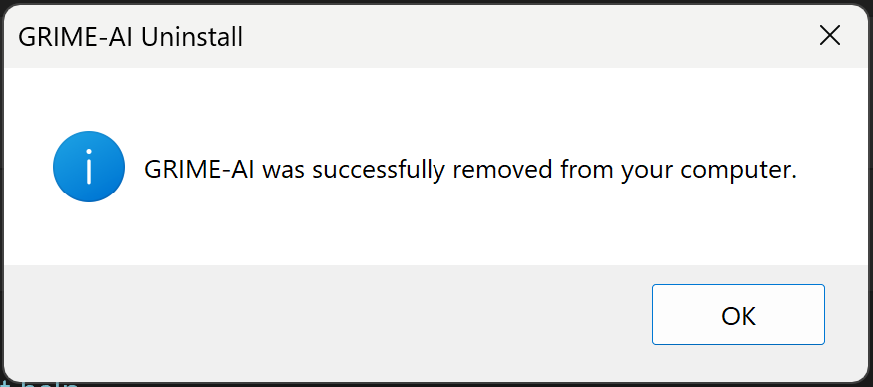 GRIME-AI Uninstall
GRIME-AI was successfully removed from your computer.
OK